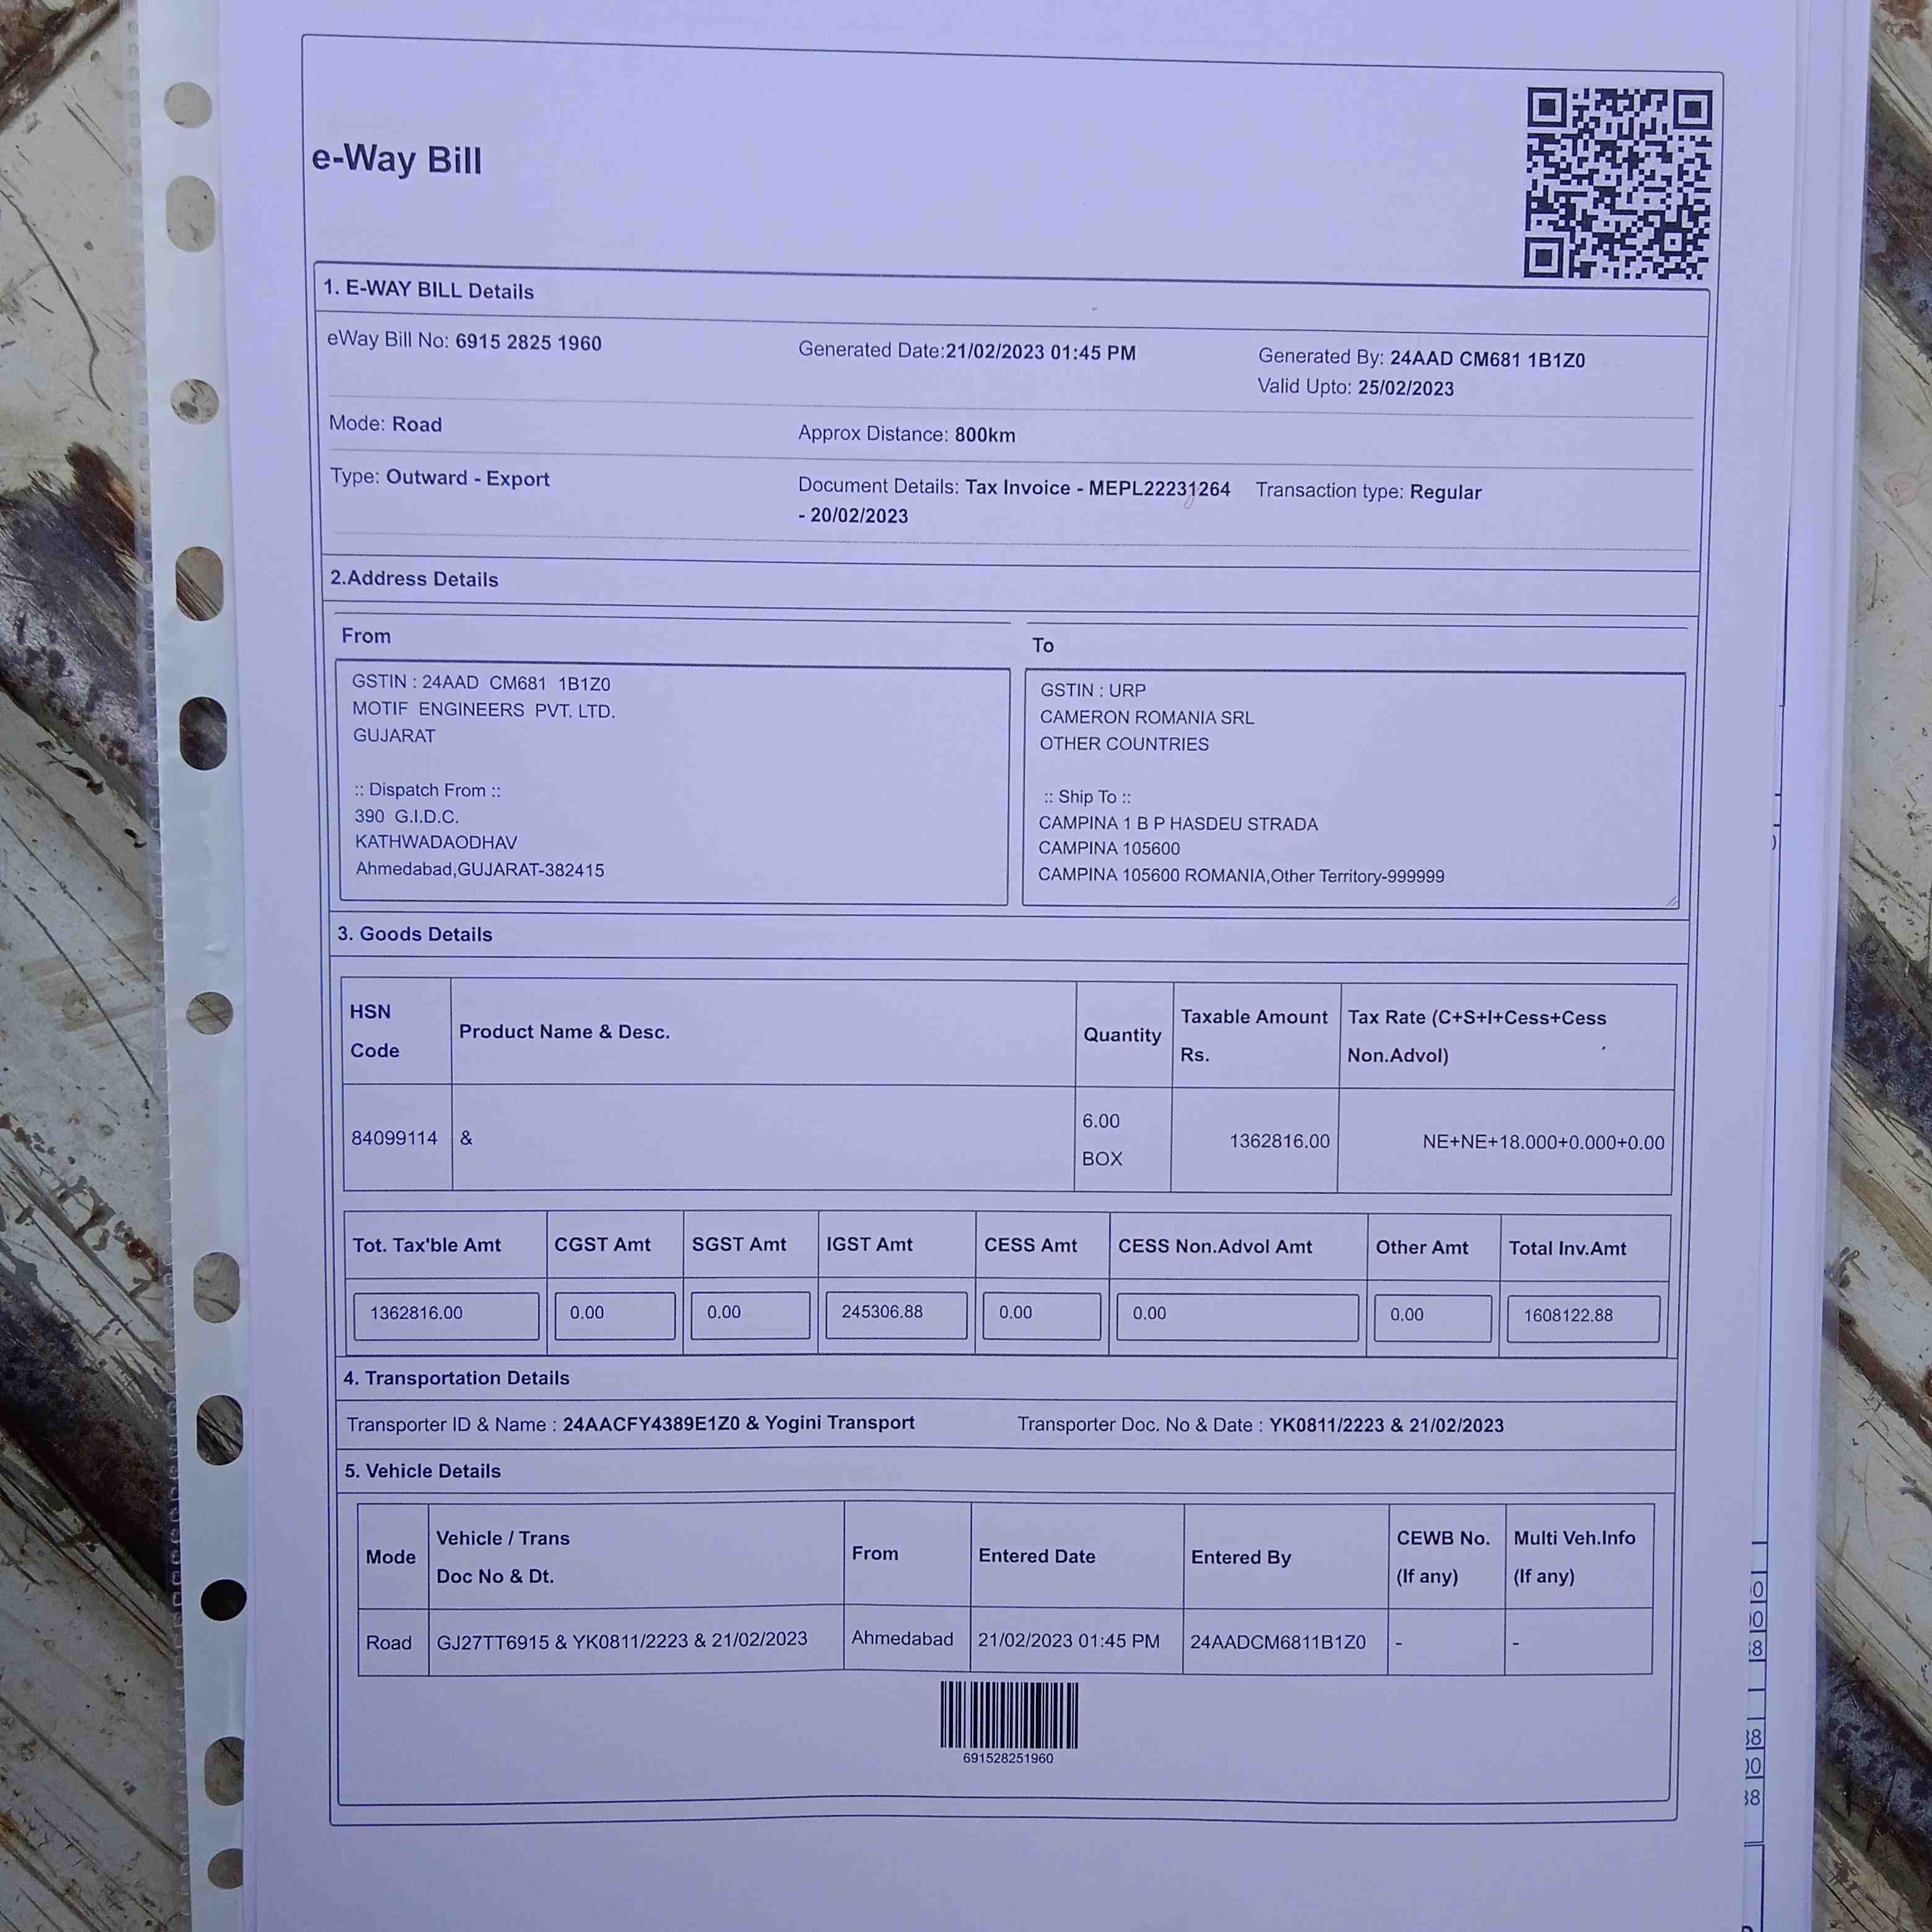 e-Way Bill
1. E-WAY BILL Details
eWay Bill No: 6915 2825 1960
Generated Date:21/02/2023 01:45 PM
Generated By: 24AAD CM681 1B1Z0
Valid Upto: 25/02/2023
Mode: Road
Approx Distance: 800km
Type: Outward - Export
Document Details: Tax Invoice - MEPL22231264
- 20/02/2023
Transaction type: Regular
2.Address Details
From
GSTIN : 24AAD CM681 1B1Z0
MOTIF ENGINEERS PVT. LTD.
GUJARAT
:: Dispatch From ::
390 G.I.D.C.
KATHWADAODHAV
Ahmedabad,GUJARAT-382415
To
GSTIN : URP
CAMERON ROMANIA SRL
OTHER COUNTRIES
:: Ship To ::
CAMPINA 1 B P HASDEU STRADA
CAMPINA 105600
CAMPINA 105600 ROMANIA,Other Territory-999999
3. Goods Details
HSN
Code
Product Name & Desc.
Quantity
Taxable Amount
Rs.
Tax Rate (C+S+I+Cess+Cess
Non.Advol)
84099114
&
6.00
BOX
1362816.00
NE+NE+18.000+0.000+0.00
Tot. Tax'ble Amt
CGST Amt
SGST Amt
IGST Amt
CESS Amt
CESS Non.Advol Amt
Other Amt
Total Inv.Amt
1362816.00
0.00
0.00
245306.88
0.00
0.00
0.00
1608122.88
4. Transportation Details
Transporter ID & Name : 24AACFY4389E1Z0 & Yogini Transport
Transporter Doc. No & Date : YK0811/2223 & 21/02/2023
5. Vehicle Details
Mode
Vehicle / Trans
Doc No & Dt.
From
Entered Date
Entered By
CEWB No.
(If any)
Multi Veh.Info
(If any)
Road
GJ27TT6915 & YK0811/2223 & 21/02/2023
Ahmedabad
21/02/2023 01:45 PM
24AADCM6811B1Z0
-
-
691528251960